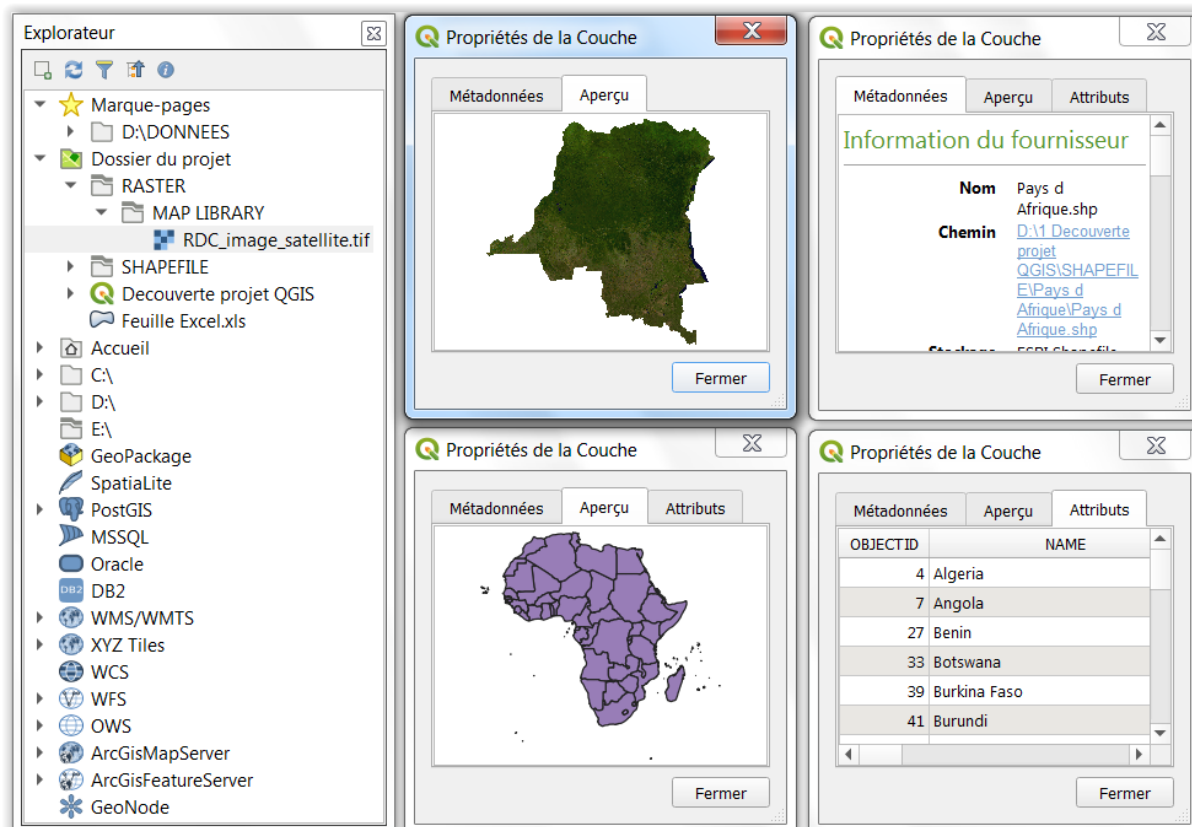 Explorateur
Marque-pages
D:\DONNEES
Dossier du projet
RASTER
MAP LIBRARY
RDC_image_satellite.tif
SHAPEFILE
Decouverte projet QGIS
Feuille Excel.xls
Accueil
C:\
D:\
E:\
GeoPackage
SpatiaLite
PostGIS
MSSQL
Oracle
DB2 DB2
WMS/WMTS
XYZ Tiles
WCS
WFS
OWS
ArcGisMapServer
ArcGisFeatureServer
GeoNode
Propriétés de la Couche
Métadonnées Aperçu
Fermer
Propriétés de la Couche
Métadonnées Aperçu Attributs
Information du fournisseur
Nom Pays d
Afrique.shp
Chemin D:\1 Decouverte
projet
QGIS\SHAPEFIL
E\Pays d
Afrique\Pays d
Afrique.shp
Stockage ESRI Shapefile
Fermer
Propriétés de la Couche
Métadonnées Aperçu Attributs
Fermer
Propriétés de la Couche
Métadonnées Aperçu Attributs
OBJECTID NAME
4 Algeria
7 Angola
27 Benin
33 Botswana
39 Burkina Faso
41 Burundi
Fermer